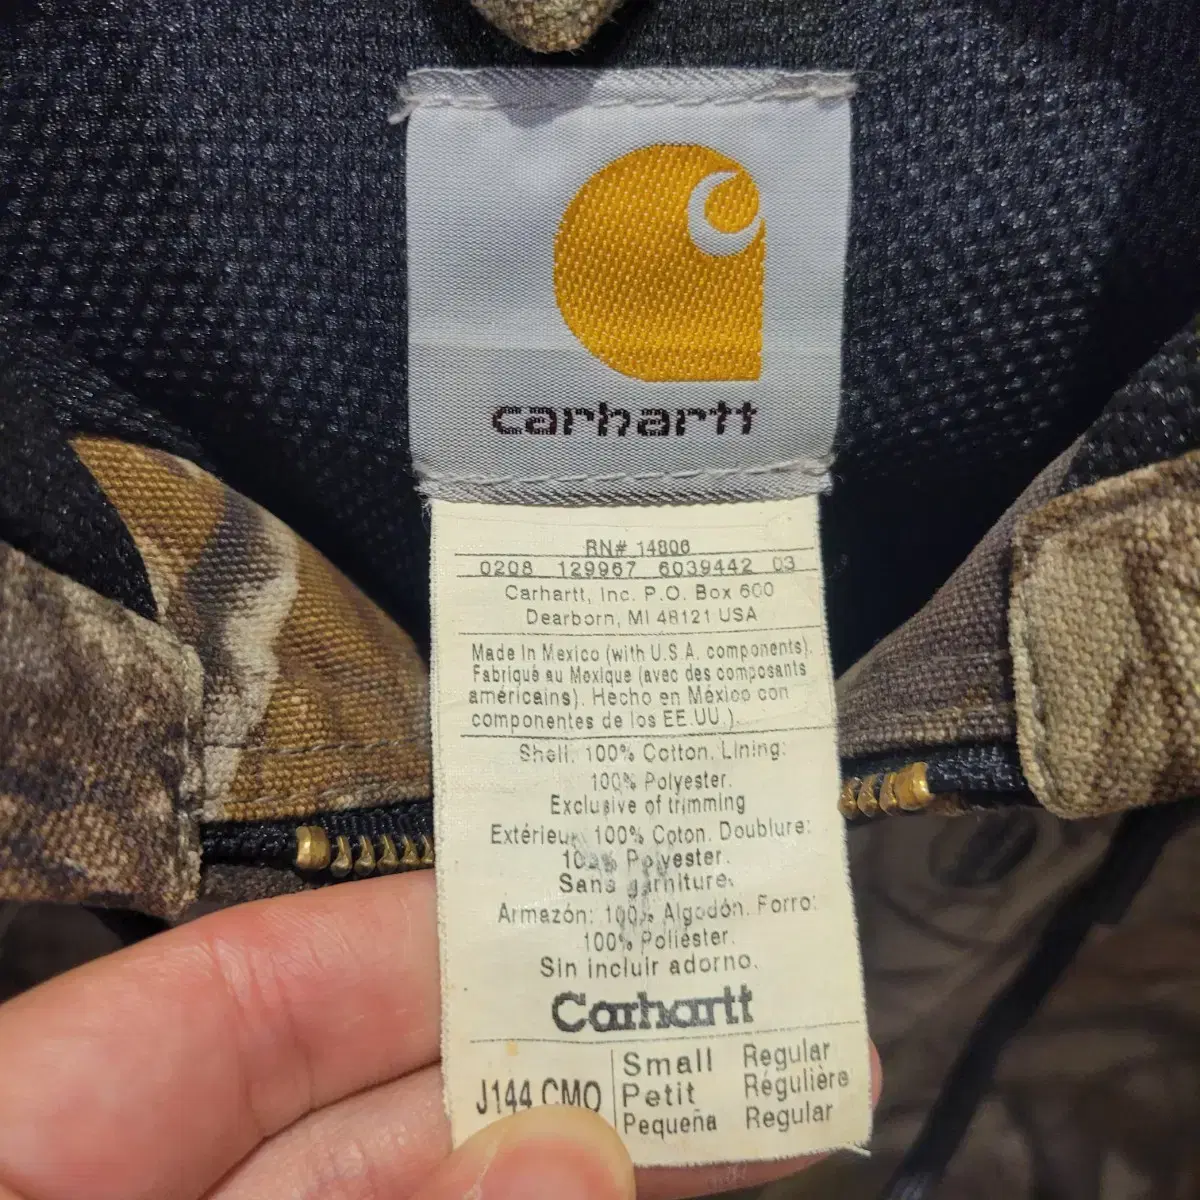 carhartt
RN# 14806
0208 129967 6039442 03
Carhartt, Inc. P.O. Box 600
Dearborn, MI 48121 USA
Made In Mexico (with U.S.A. components).
Fabriqué au Mexique (avec des composants
américains). Hecho en México con
componentes de los EE.UU.).
Shell: 100% Cotton. Lining:
100% Polyester.
Exclusive of trimming
Extérieur: 100% Coton. Doublure:
100% Polyester.
Sans garniture.
Armazón: 100% Algodón. Forro:
100% Poliéster.
Sin incluir adorno.
Carhartt
J144 CMO
Small Regular
Petit Régulière
Pequeña Regular